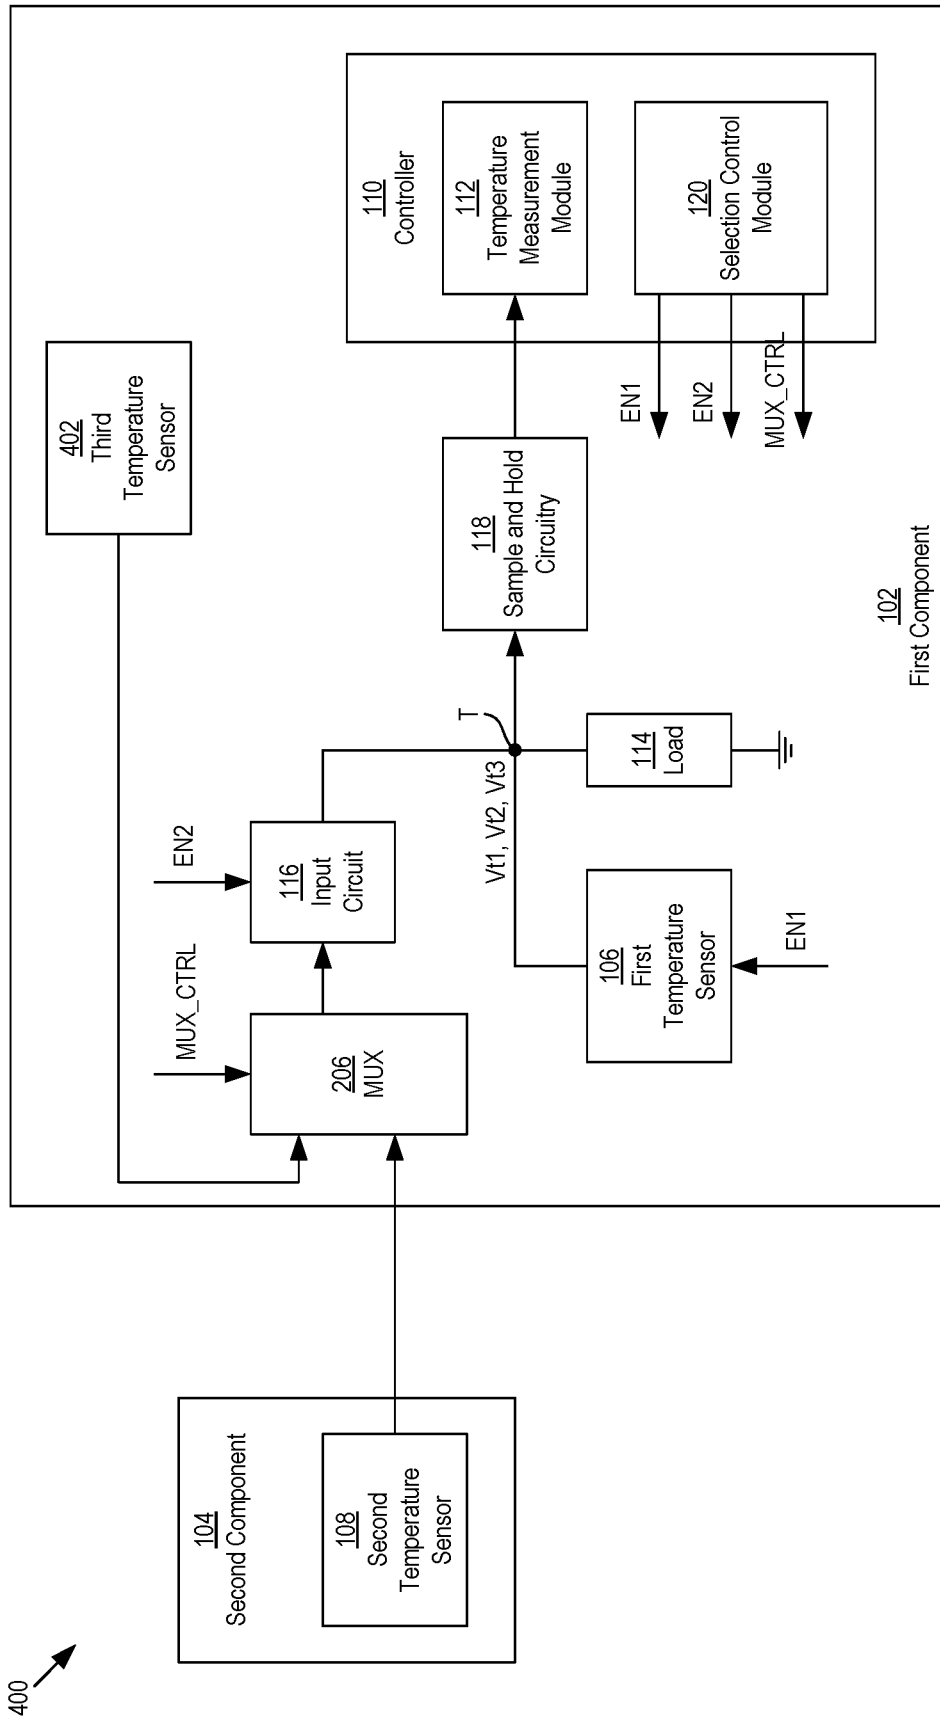 400
104
Second Component
108
Second
Temperature
Sensor
402
Third
Temperature
Sensor
MUX_CTRL
EN2
206
MUX
116
Input
Circuit
T
Vt1, Vt2, Vt3
106
First
Temperature
Sensor
EN1
114
Load
118
Sample and Hold
Circuitry
110
Controller
112
Temperature
Measurement
Module
120
Selection Control
Module
EN1
EN2
MUX_CTRL
102
First Component